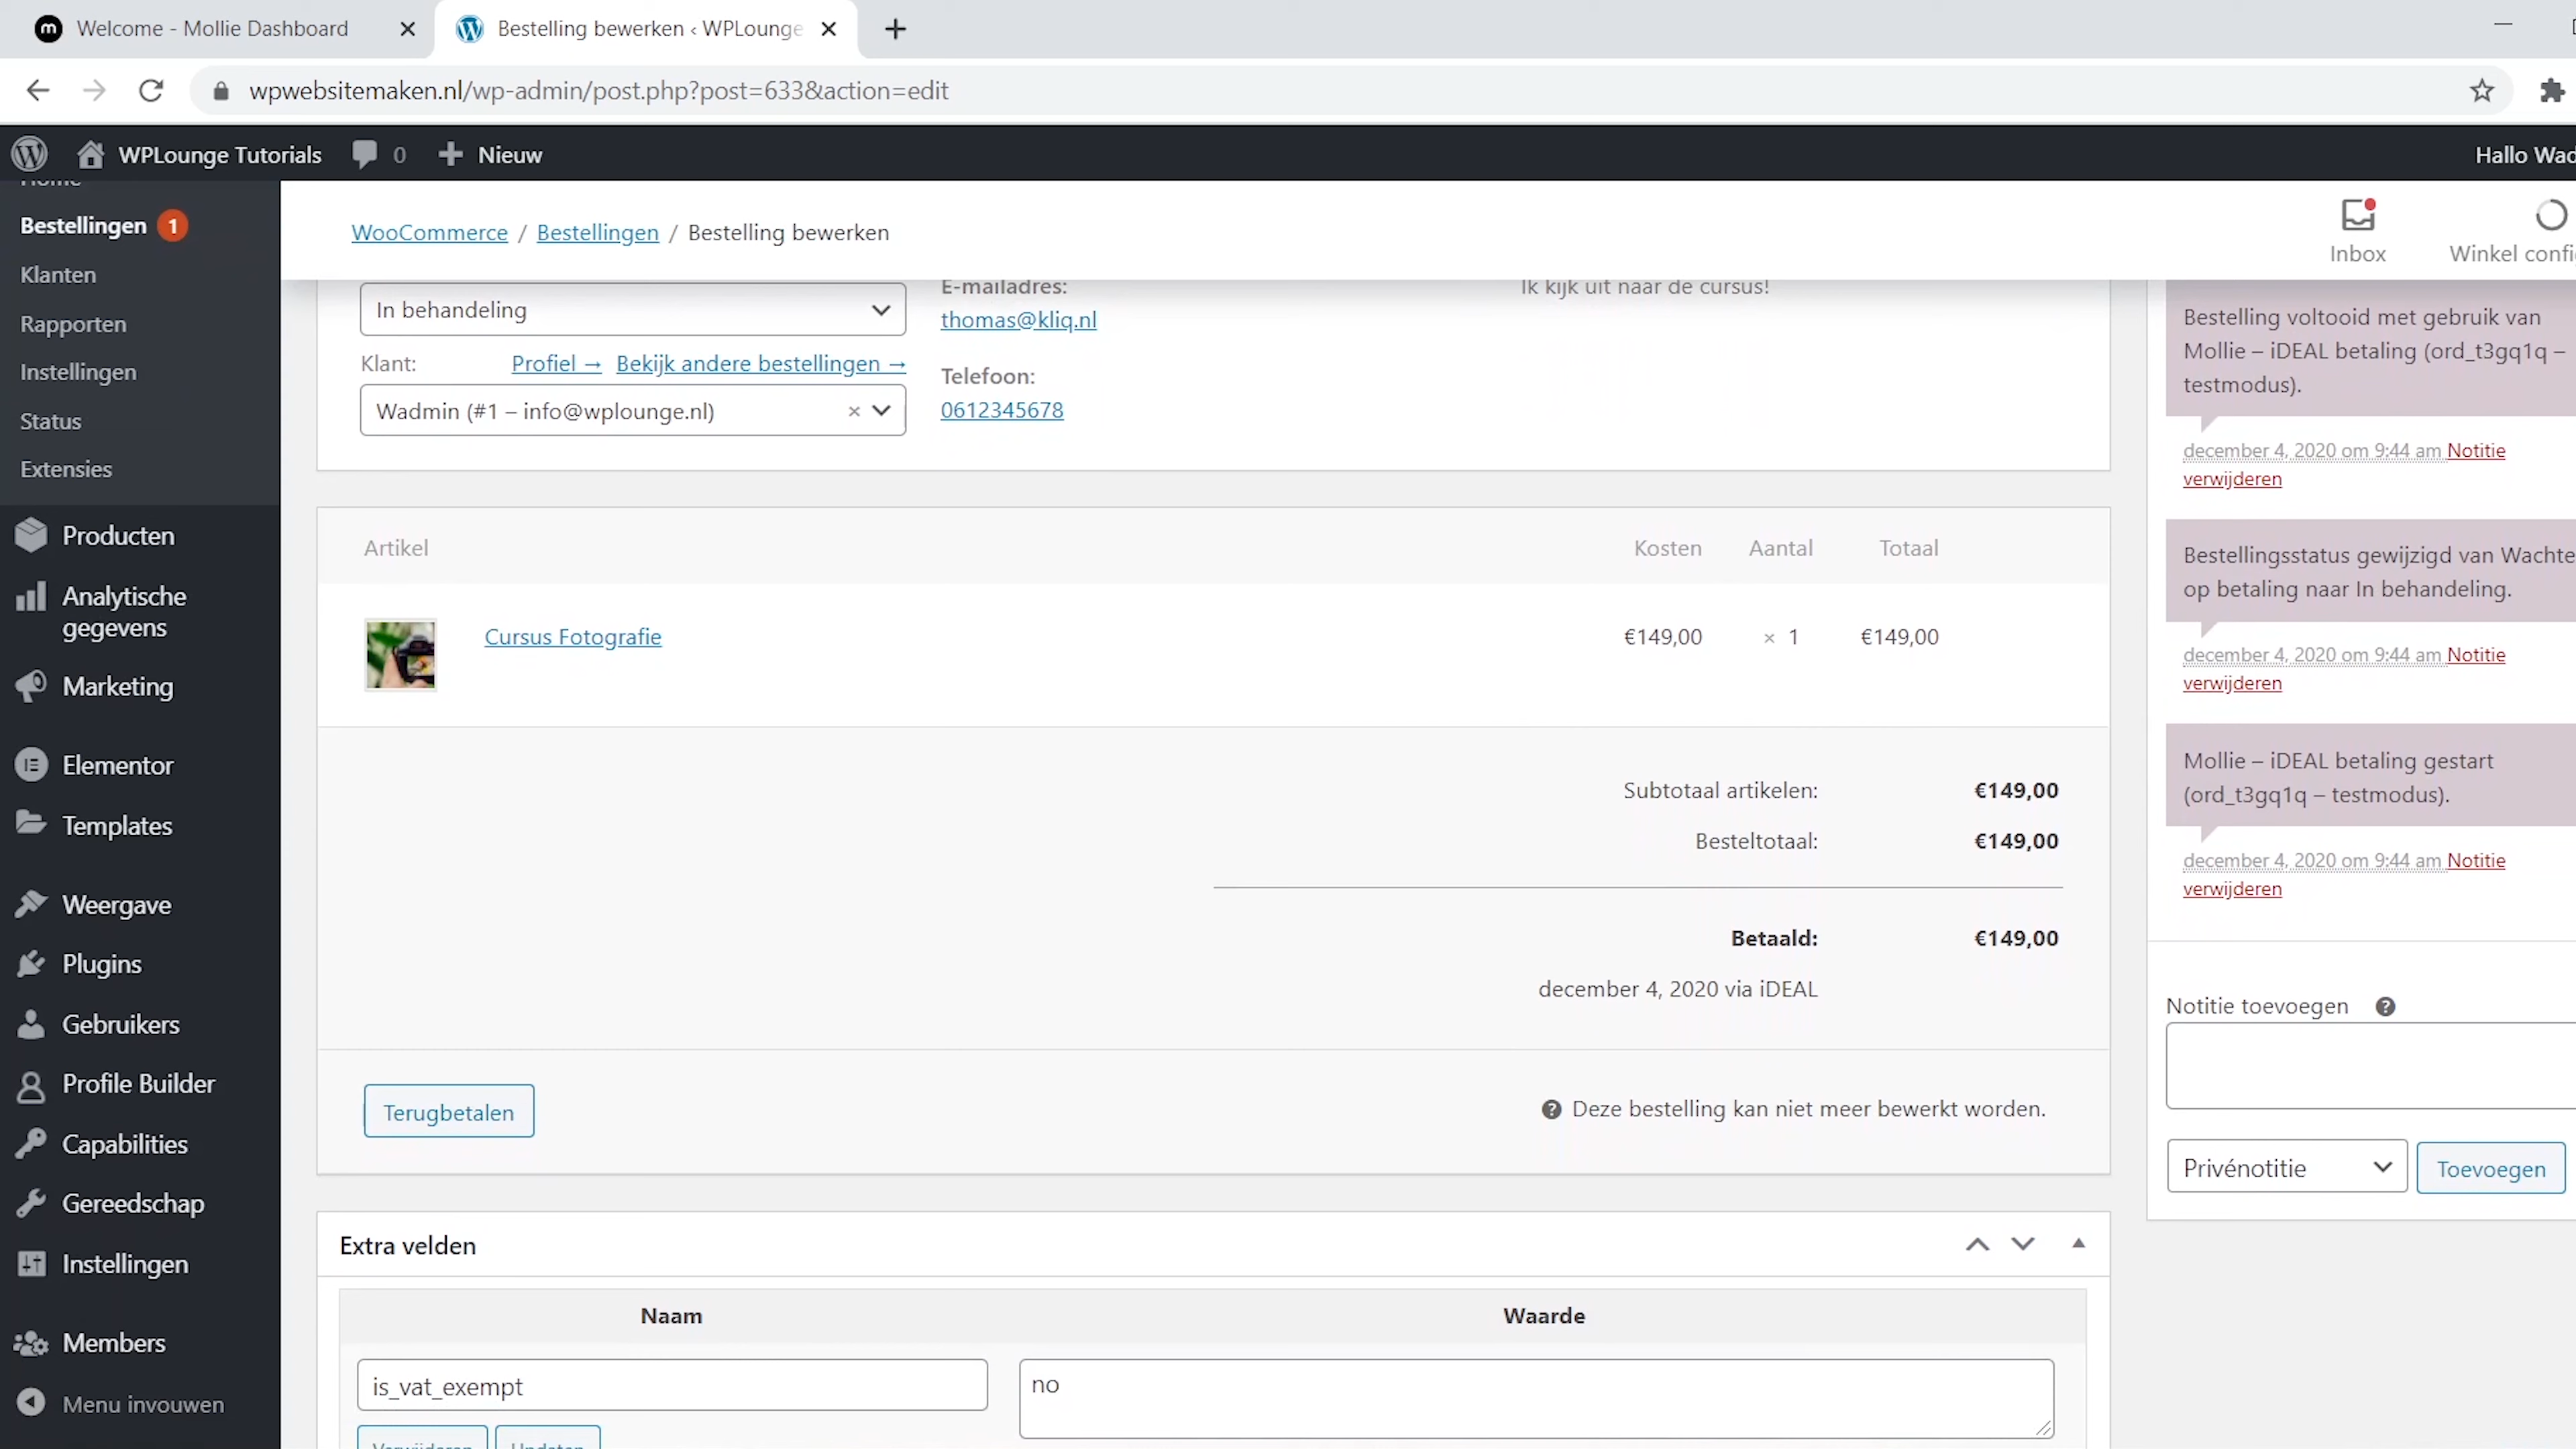 Welcome - Mollie Dashboard
Bestelling bewerken ‹ WPLounge
wpwebsitemaken.nl/wp-admin/post.php?post=633&action=edit
WPLounge Tutorials
0
Nieuw
Hallo Wad
Home
Bestellingen 1
Klanten
Rapporten
Instellingen
Status
Extensies
Producten
Analytische
gegevens
Marketing
Elementor
Templates
Weergave
Plugins
Gebruikers
Profile Builder
Capabilities
Gereedschap
Instellingen
Members
Menu invouwen
WooCommerce / Bestellingen / Bestelling bewerken
Inbox
Winkel confi
In behandeling
Klant:
Profiel →
Bekijk andere bestellingen →
Wadmin (#1 – info@wplounge.nl)
×
E-mailadres:
thomas@kliq.nl
Telefoon:
0612345678
Ik kijk uit naar de cursus!
Artikel
Kosten
Aantal
Totaal
Cursus Fotografie
€149,00
× 1
€149,00
Subtotaal artikelen:
€149,00
Besteltotaal:
€149,00
Betaald:
€149,00
december 4, 2020 via iDEAL
Terugbetalen
Deze bestelling kan niet meer bewerkt worden.
Extra velden
Naam
Waarde
is_vat_exempt
no
Verwijderen
Updaten
Bestelling voltooid met gebruik van
Mollie – iDEAL betaling (ord_t3gq1q –
testmodus).
december 4, 2020 om 9:44 am Notitie
verwijderen
Bestellingsstatus gewijzigd van Wachte
op betaling naar In behandeling.
december 4, 2020 om 9:44 am Notitie
verwijderen
Mollie – iDEAL betaling gestart
(ord_t3gq1q – testmodus).
december 4, 2020 om 9:44 am Notitie
verwijderen
Notitie toevoegen
Privénotitie
Toevoegen